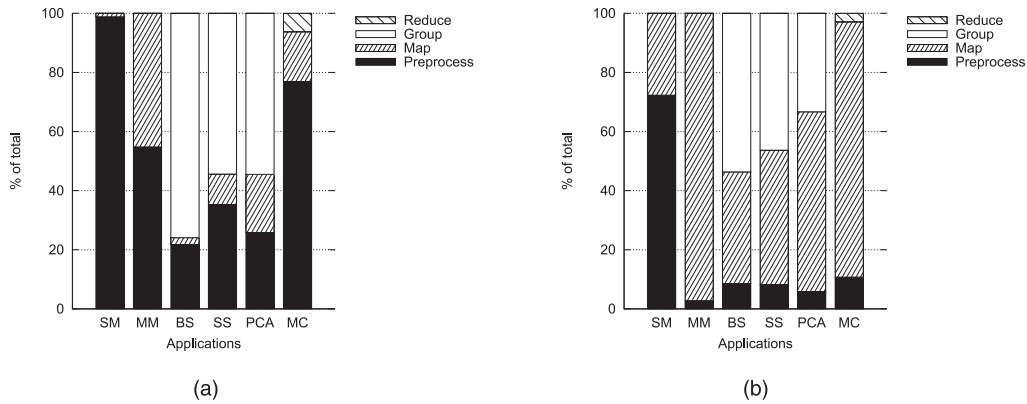 % of total
100
80
60
40
20
0
SM MM BS SS PCA MC
Applications
Reduce
Group
Map
Preprocess
(a)
% of total
100
80
60
40
20
0
SM MM BS SS PCA MC
Applications
Reduce
Group
Map
Preprocess
(b)